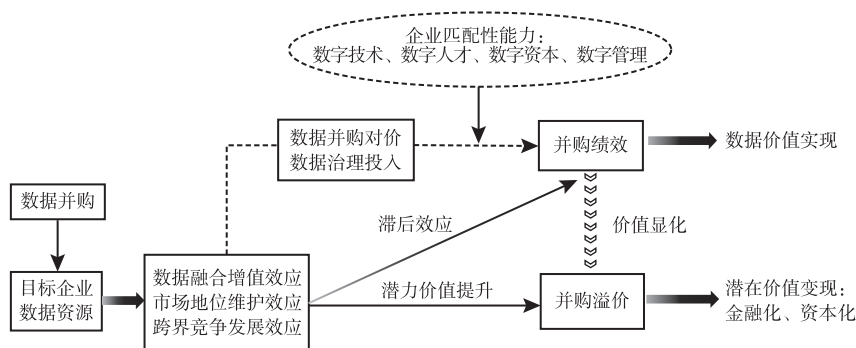 企业匹配性能力：
数字技术、数字人才、数字资本、数字管理
数据并购对价
数据治理投入
并购绩效
数据价值实现
数据并购
滞后效应
价值显化
目标企业
数据资源
数据融合增值效应
市场地位维护效应
跨界竞争发展效应
潜力价值提升
并购溢价
潜在价值变现：
金融化、资本化